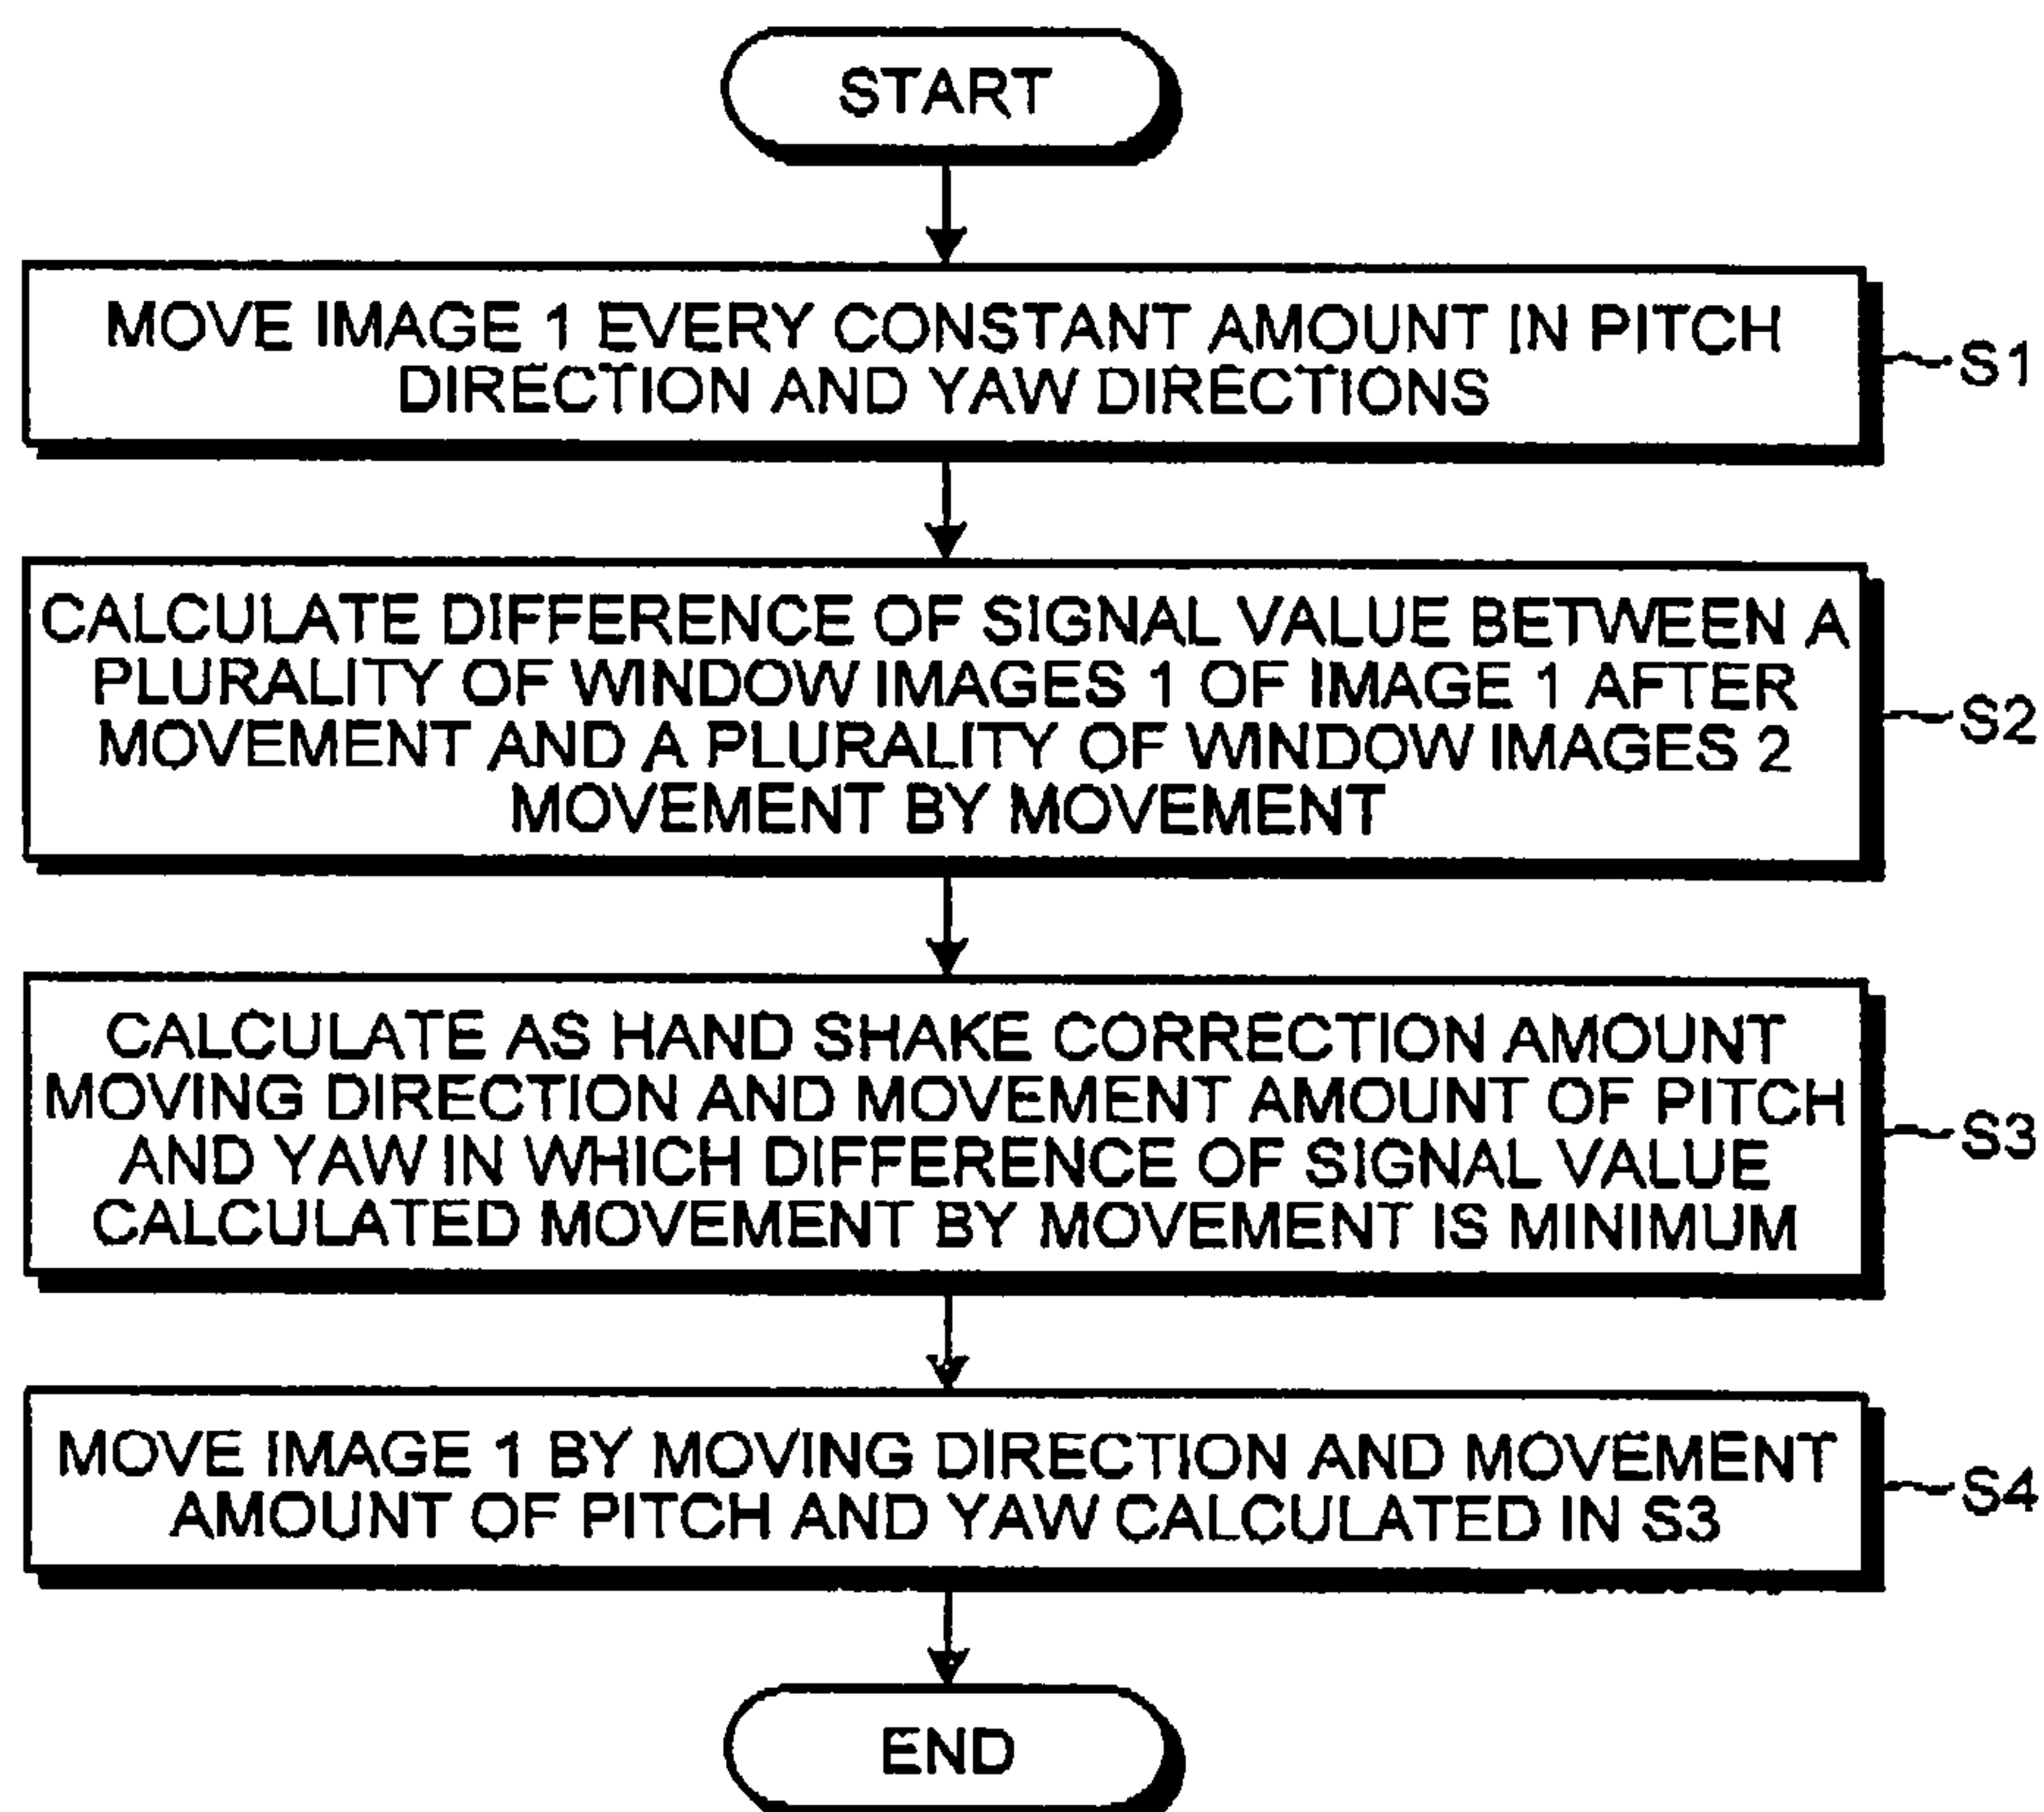 START
MOVE IMAGE 1 EVERY CONSTANT AMOUNT IN PITCH
DIRECTION AND YAW DIRECTIONS
S1
CALCULATE DIFFERENCE OF SIGNAL VALUE BETWEEN A
PLURALITY OF WINDOW IMAGES 1 OF IMAGE 1 AFTER
MOVEMENT AND A PLURALITY OF WINDOW IMAGES 2
MOVEMENT BY MOVEMENT
S2
CALCULATE AS HAND SHAKE CORRECTION AMOUNT
MOVING DIRECTION AND MOVEMENT AMOUNT OF PITCH
AND YAW IN WHICH DIFFERENCE OF SIGNAL VALUE
CALCULATED MOVEMENT BY MOVEMENT IS MINIMUM
S3
MOVE IMAGE 1 BY MOVING DIRECTION AND MOVEMENT
AMOUNT OF PITCH AND YAW CALCULATED IN S3
S4
END